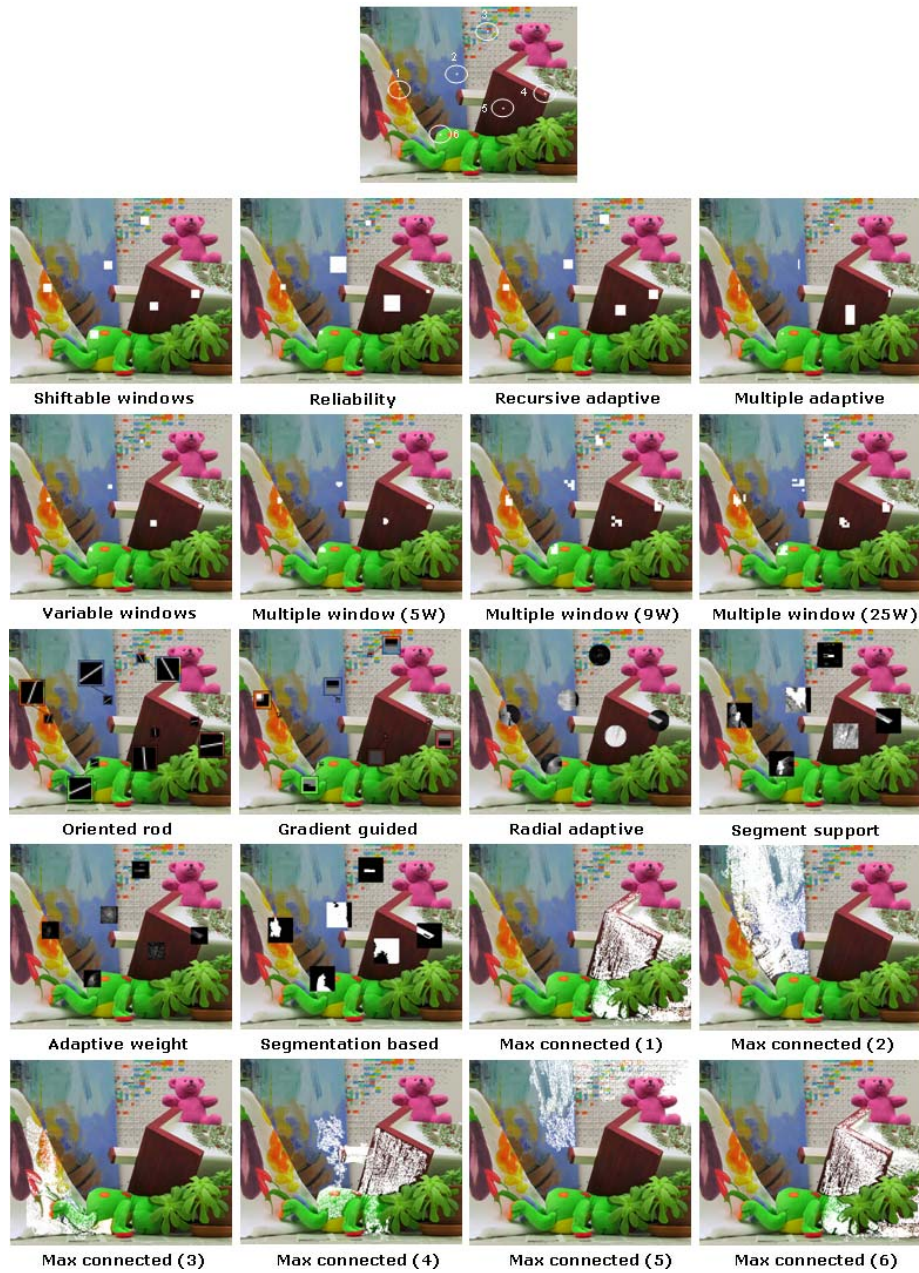 3
2
1
4
5
6
Shiftable windows
Reliability
Recursive adaptive
Multiple adaptive
Variable windows
Multiple window (5W)
Multiple window (9W)
Multiple window (25W)
Oriented rod
Gradient guided
Radial adaptive
Segment support
Adaptive weight
Segmentation based
Max connected (1)
Max connected (2)
Max connected (3)
Max connected (4)
Max connected (5)
Max connected (6)